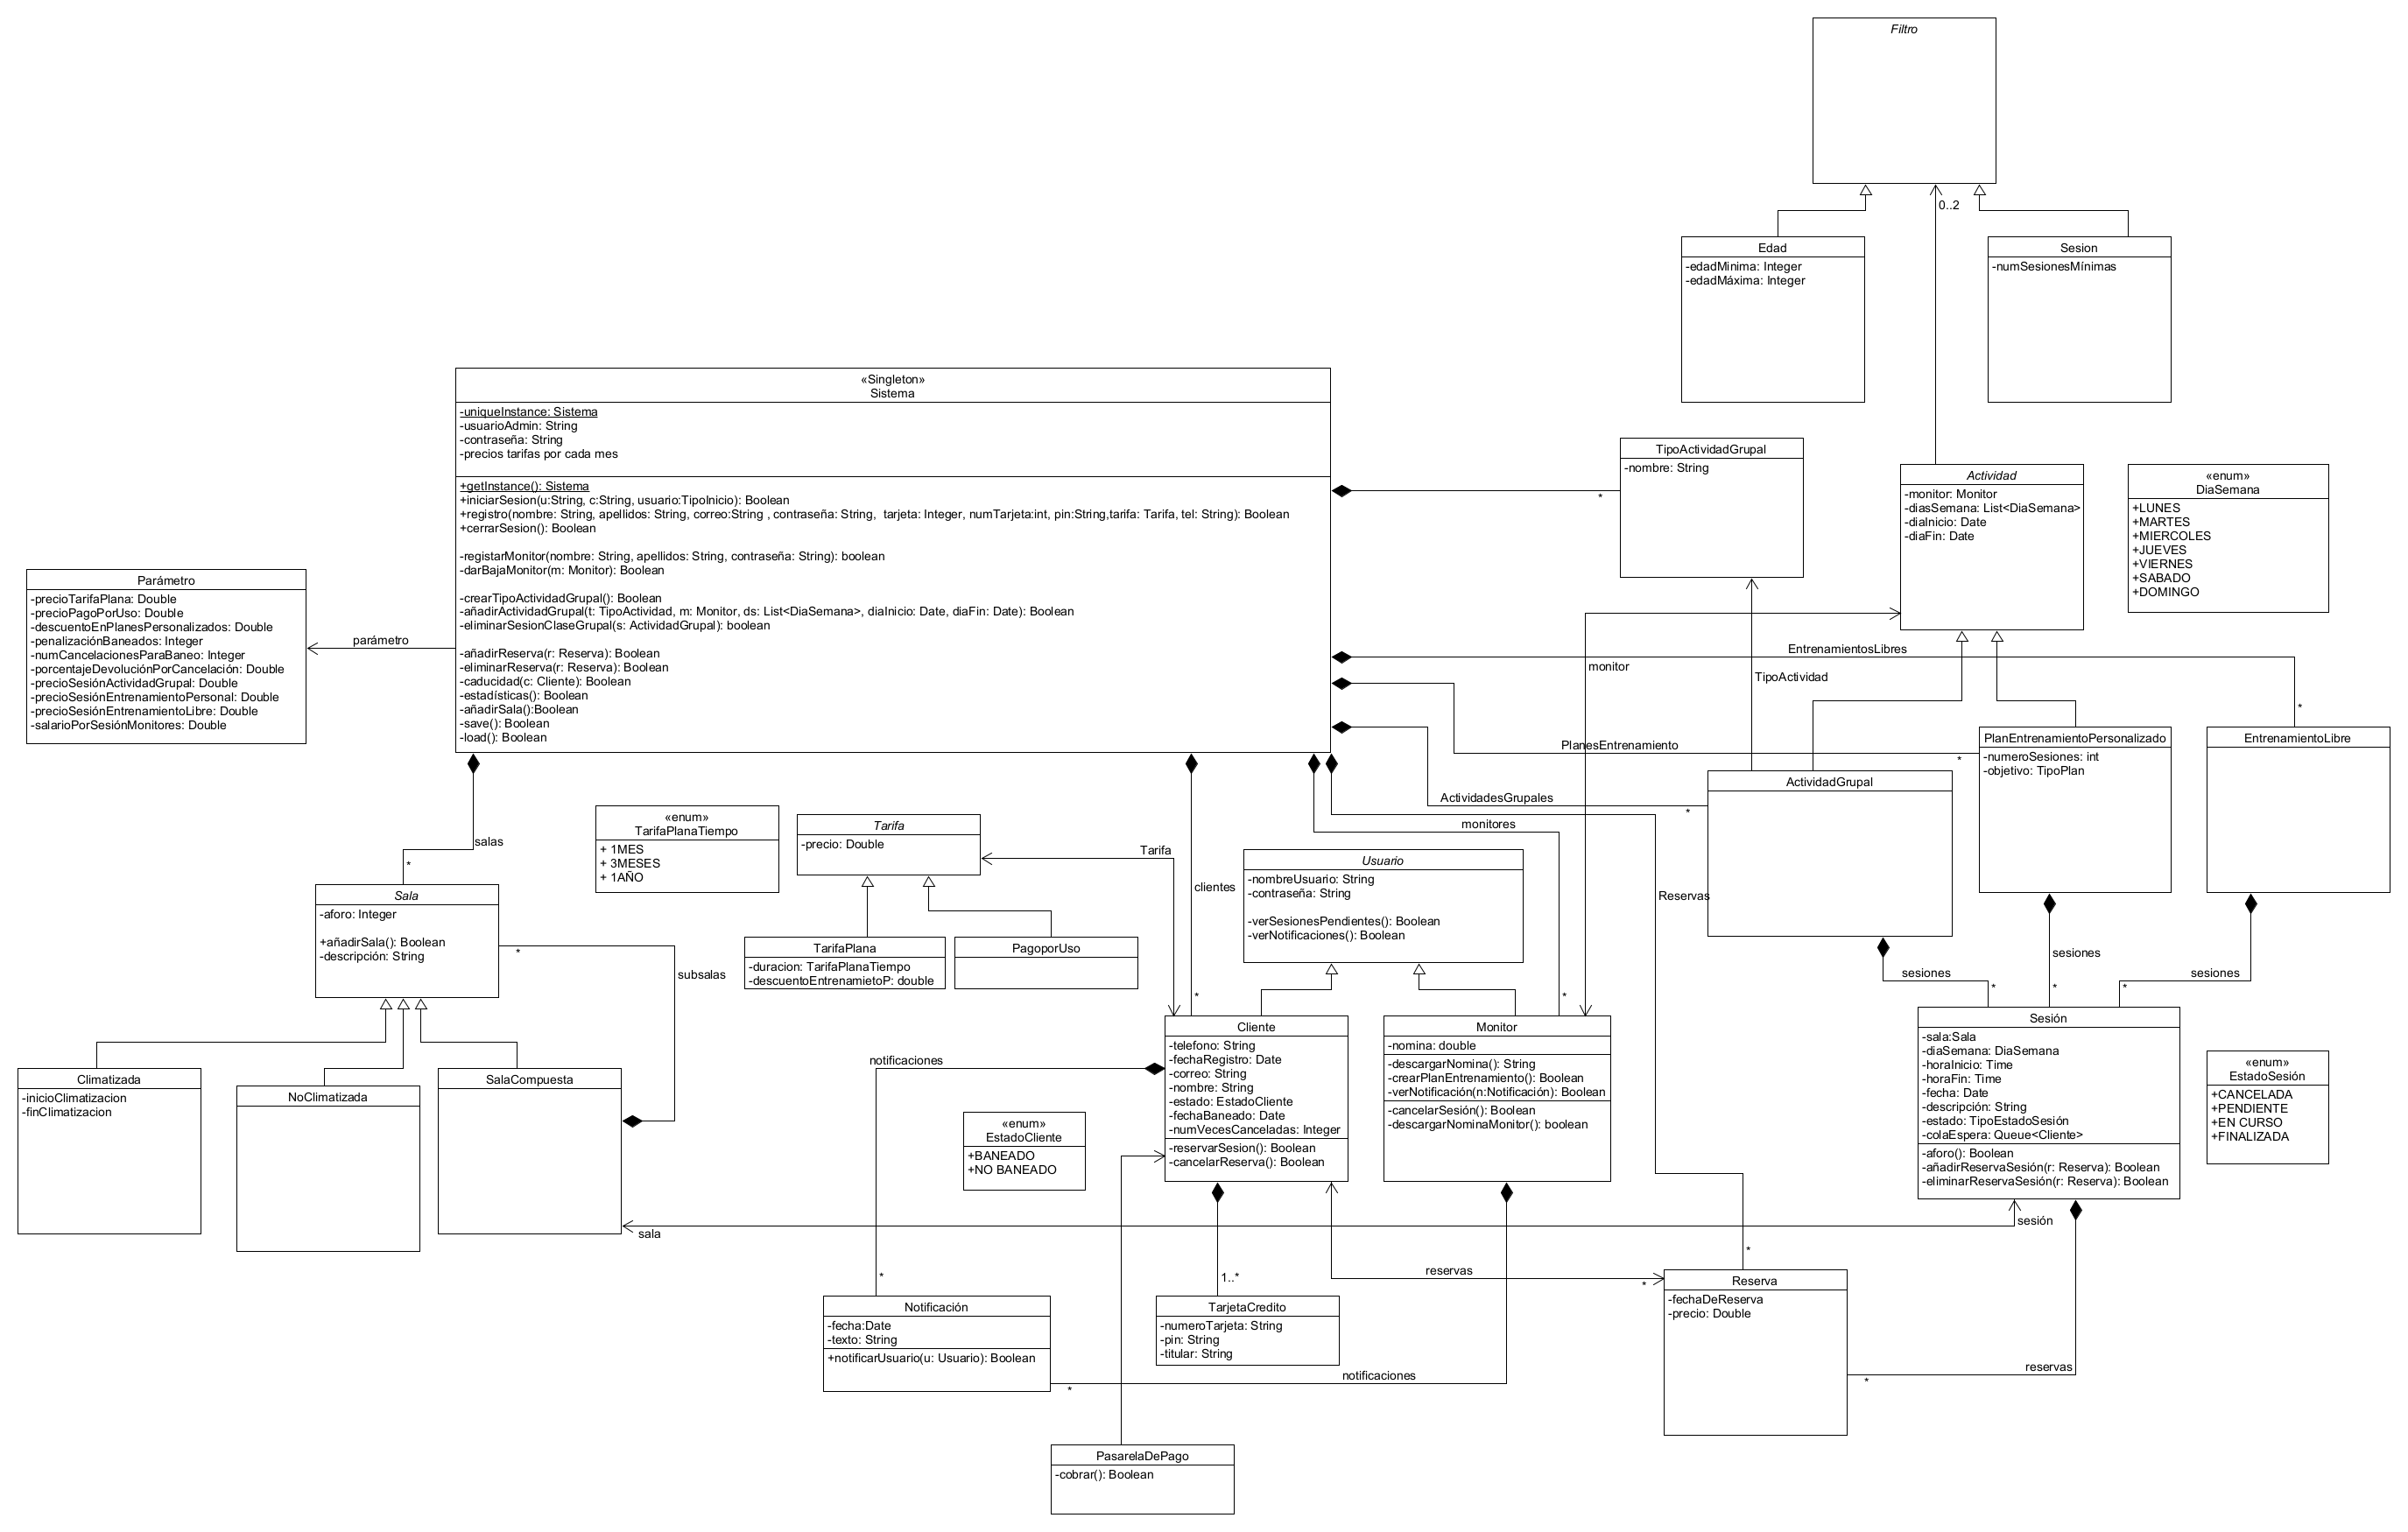 Filtro
0..2
Edad
-edadMinima: Integer
-edadMáxima: Integer
Sesion
-numSesionesMínimas
«Singleton»
Sistema
-uniqueInstance: Sistema
-usuarioAdmin: String
-contraseña: String
-precios tarifas por cada mes
+getInstance(): Sistema
+iniciarSesion(u:String, c:String, usuario:TipoInicio): Boolean
+registro(nombre: String, apellidos: String, correo:String , contraseña: String,  tarjeta: Integer, numTarjeta:int, pin:String,tarifa: Tarifa, tel: String): Boolean
+cerrarSesion(): Boolean
-registarMonitor(nombre: String, apellidos: String, contraseña: String): boolean
-darBajaMonitor(m: Monitor): Boolean
-crearTipoActividadGrupal(): Boolean
-añadirActividadGrupal(t: TipoActividad, m: Monitor, ds: List<DiaSemana>, diaInicio: Date, diaFin: Date): Boolean
-eliminarSesionClaseGrupal(s: ActividadGrupal): boolean
-añadirReserva(r: Reserva): Boolean
-eliminarReserva(r: Reserva): Boolean
-caducidad(c: Cliente): Boolean
-estadísticas(): Boolean
-añadirSala():Boolean
-save(): Boolean
-load(): Boolean
TipoActividadGrupal
-nombre: String
*
Actividad
-monitor: Monitor
-diasSemana: List<DiaSemana>
-diaInicio: Date
-diaFin: Date
«enum»
DiaSemana
+LUNES
+MARTES
+MIERCOLES
+JUEVES
+VIERNES
+SABADO
+DOMINGO
Parámetro
-precioTarifaPlana: Double
-precioPagoPorUso: Double
-descuentoEnPlanesPersonalizados: Double
-penalizaciónBaneados: Integer
-numCancelacionesParaBaneo: Integer
-porcentajeDevoluciónPorCancelación: Double
-precioSesiónActividadGrupal: Double
-precioSesiónEntrenamientoPersonal: Double
-precioSesiónEntrenamientoLibre: Double
-salarioPorSesiónMonitores: Double
parámetro
EntrenamientosLibres
*
monitor
TipoActividad
PlanesEntrenamiento
*
PlanEntrenamientoPersonalizado
-numeroSesiones: int
-objetivo: TipoPlan
EntrenamientoLibre
ActividadGrupal
ActividadesGrupales
*
monitores
*
salas
*
«enum»
TarifaPlanaTiempo
+ 1MES
+ 3MESES
+ 1AÑO
Tarifa
-precio: Double
Tarifa
clientes
*
Usuario
-nombreUsuario: String
-contraseña: String
-verSesionesPendientes(): Boolean
-verNotificaciones(): Boolean
Reservas
*
Sala
-aforo: Integer
+añadirSala(): Boolean
-descripción: String
*
subsalas
TarifaPlana
-duracion: TarifaPlanaTiempo
-descuentoEntrenamietoP: double
PagoporUso
sesiones
*
sesiones
*
sesiones
*
Climatizada
-inicioClimatizacion
-finClimatizacion
NoClimatizada
SalaCompuesta
notificaciones
*
«enum»
EstadoCliente
+BANEADO
+NO BANEADO
Cliente
-telefono: String
-fechaRegistro: Date
-correo: String
-nombre: String
-estado: EstadoCliente
-fechaBaneado: Date
-numVecesCanceladas: Integer
-reservarSesion(): Boolean
-cancelarReserva(): Boolean
Monitor
-nomina: double
-descargarNomina(): String
-crearPlanEntrenamiento(): Boolean
-verNotificación(n:Notificación): Boolean
-cancelarSesión(): Boolean
-descargarNominaMonitor(): boolean
Sesión
-sala:Sala
-diaSemana: DiaSemana
-horaInicio: Time
-horaFin: Time
-fecha: Date
-descripción: String
-estado: TipoEstadoSesión
-colaEspera: Queue<Cliente>
-aforo(): Boolean
-añadirReservaSesión(r: Reserva): Boolean
-eliminarReservaSesión(r: Reserva): Boolean
«enum»
EstadoSesión
+CANCELADA
+PENDIENTE
+EN CURSO
+FINALIZADA
sala
sesión
reservas
*
1..*
Notificación
-fecha:Date
-texto: String
+notificarUsuario(u: Usuario): Boolean
TarjetaCredito
-numeroTarjeta: String
-pin: String
-titular: String
notificaciones
*
Reserva
-fechaDeReserva
-precio: Double
reservas
*
PasarelaDePago
-cobrar(): Boolean